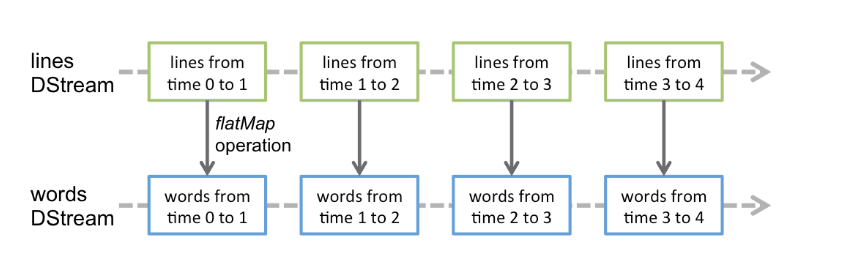 lines
DStream
lines from
time 0 to 1
lines from
time 1 to 2
lines from
time 2 to 3
lines from
time 3 to 4
flatMap
operation
words
DStream
words from
time 0 to 1
words from
time 1 to 2
words from
time 2 to 3
words from
time 3 to 4